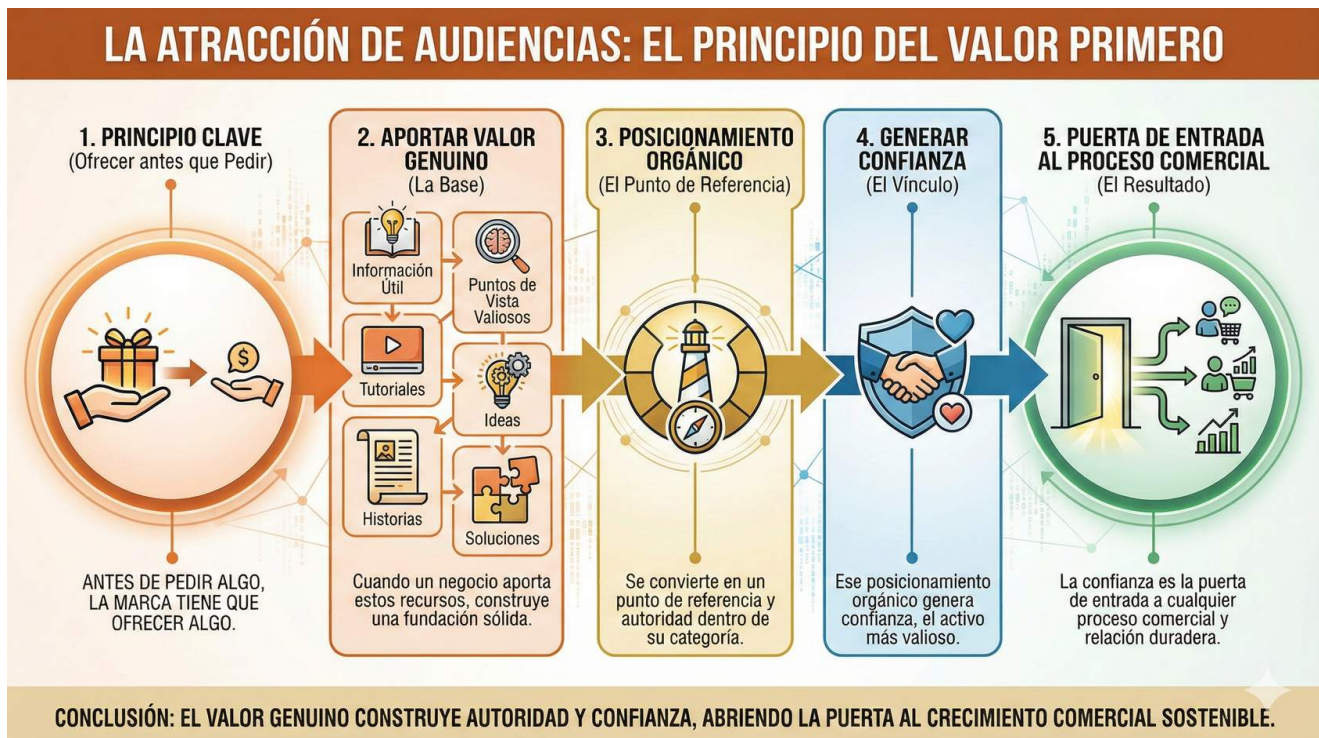 LA ATRACCIÓN DE AUDIENCIAS: EL PRINCIPIO DEL VALOR PRIMERO
1. PRINCIPIO CLAVE
(Ofrecer antes que Pedir)
$
ANTES DE PEDIR ALGO,
LA MARCA TIENE QUE
OFRECER ALGO.
2. APORTAR VALOR
GENUINO
(La Base)
Información
Útil
Puntos de
Vista
Valiosos
Tutoriales
Ideas
Historias
Soluciones
Cuando un negocio aporta
estos recursos, construye
una fundación sólida.
3. POSICIONAMIENTO
ORGÁNICO
(El Punto de Referencia)
Se convierte en un
punto de referencia y
autoridad dentro de
su categoría.
4. GENERAR
CONFIANZA
(El Vínculo)
Ese posicionamiento
orgánico genera
confianza, el activo
más valioso.
5. PUERTA DE ENTRADA
AL PROCESO COMERCIAL
(El Resultado)
La confianza es la puerta
de entrada a cualquier
proceso comercial y
relación duradera.
CONCLUSIÓN: EL VALOR GENUINO CONSTRUYE AUTORIDAD Y CONFIANZA, ABRIENDO LA PUERTA AL CRECIMIENTO COMERCIAL SOSTENIBLE.